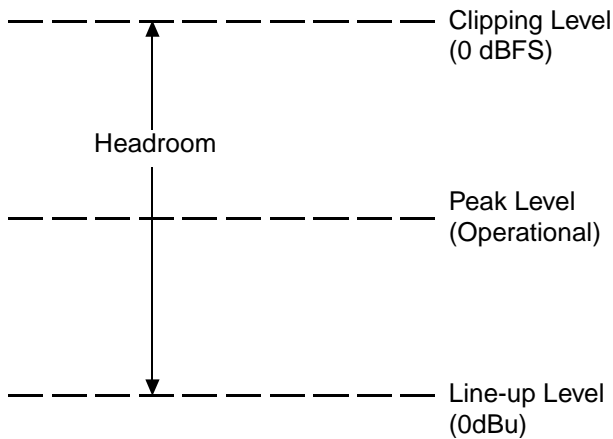 Clipping Level
(0 dBFS)
Headroom
Peak Level
(Operational)
Line-up Level
(0dBu)